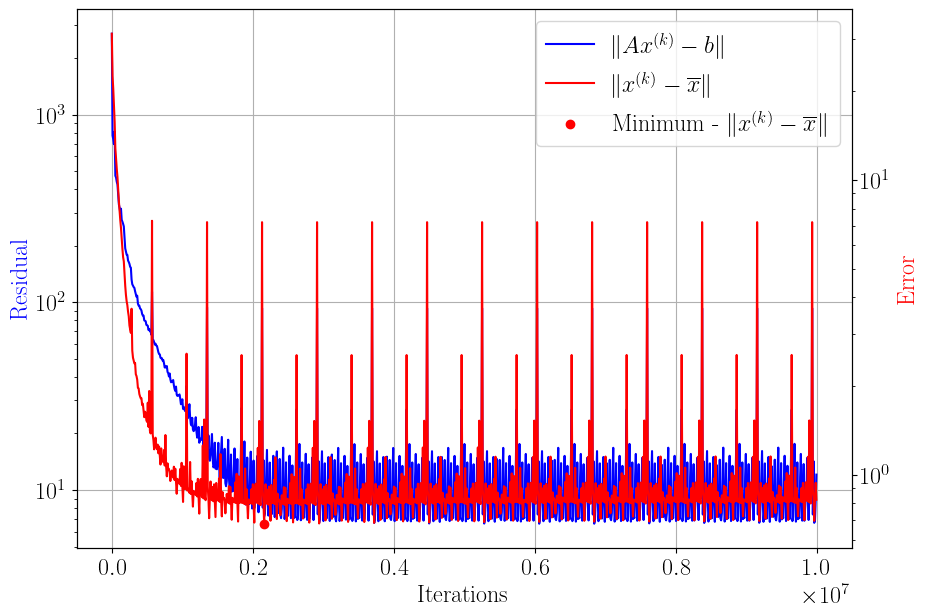 ‖Ax^(k) − b‖
‖x^(k) − x̅‖
Minimum - ‖x^(k) − x̅‖
10^3
10^2
10^1
10^1
10^0
Residual
Error
0.0 0.2 0.4 0.6 0.8 1.0
Iterations
×10^7